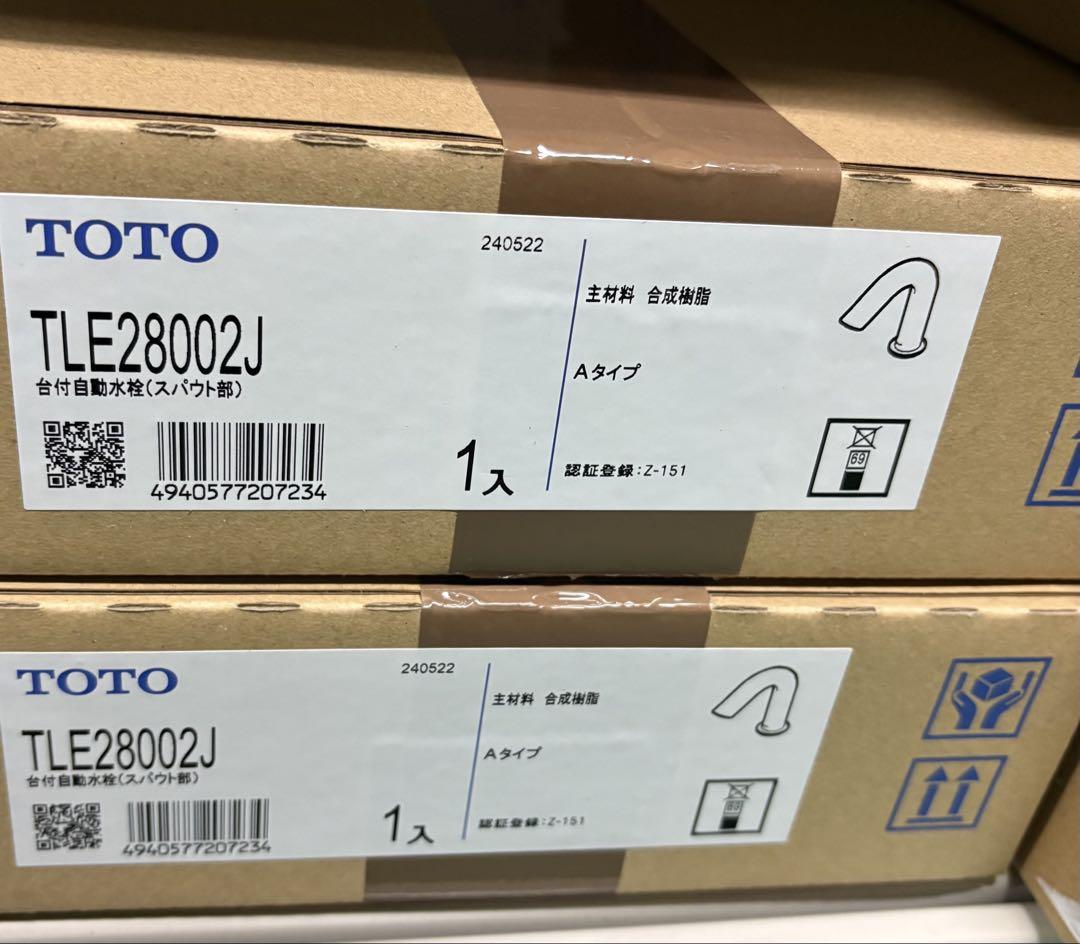 TOTO
240522
TLE28002J
台付自動水栓(スパウト部)
4940577207234
1入
主材料 合成樹脂
Aタイプ
認証登録:Z-151
69
TOTO
240522
TLE28002J
台付自動水栓(スパウト部)
4940577207234
1入
主材料 合成樹脂
Aタイプ
認証登録:Z-151
69